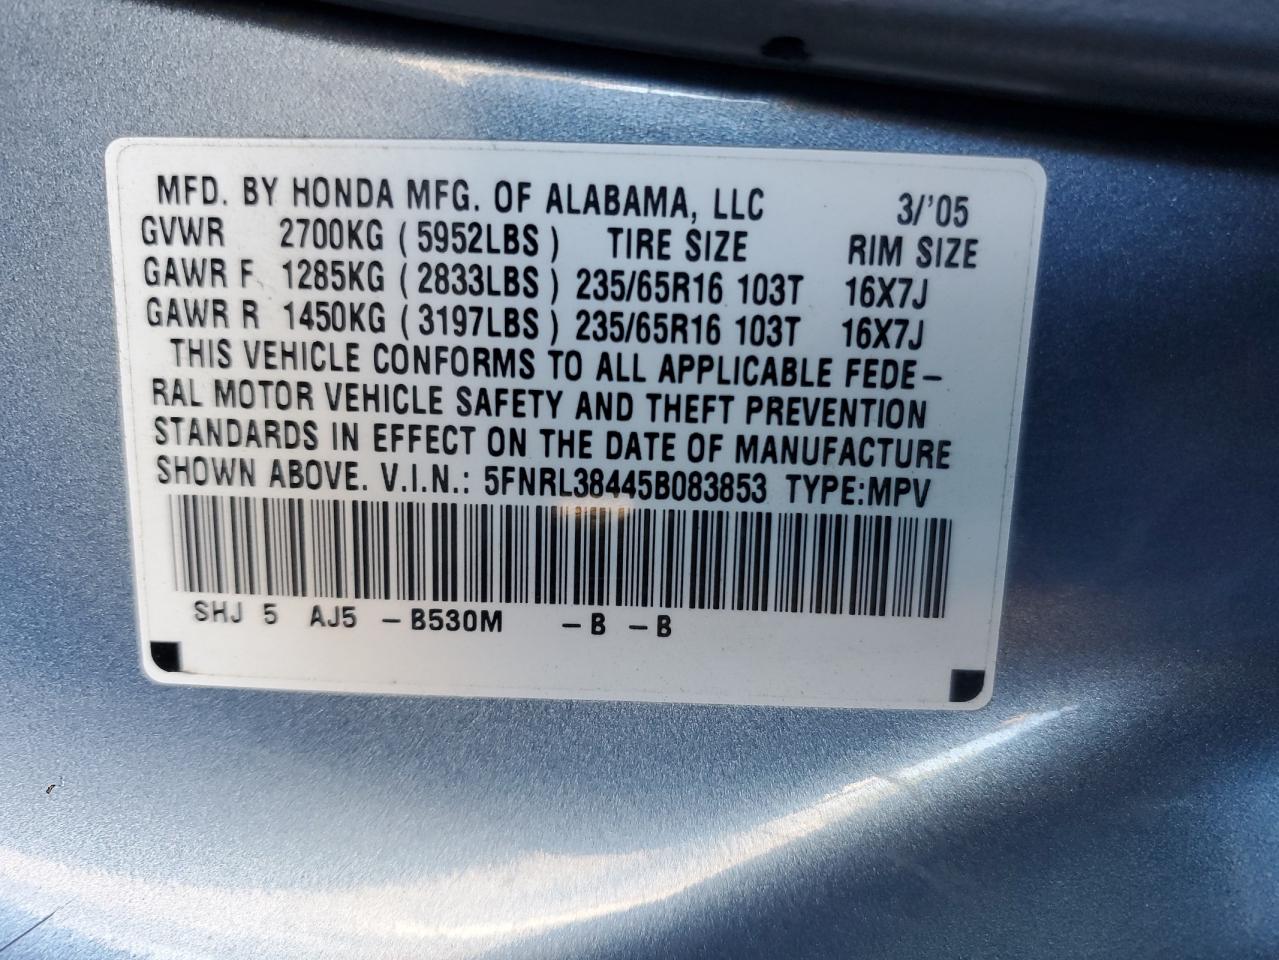 MFD. BY HONDA MFG. OF ALABAMA, LLC 3/'05
GVWR 2700KG (5952LBS) TIRE SIZE RIM SIZE
GAWR F 1285KG (2833LBS) 235/65R16 103T 16X7J
GAWR R 1450KG (3197LBS) 235/65R16 103T 16X7J
THIS VEHICLE CONFORMS TO ALL APPLICABLE FEDE-
RAL MOTOR VEHICLE SAFETY AND THEFT PREVENTION
STANDARDS IN EFFECT ON THE DATE OF MANUFACTURE
SHOWN ABOVE. V.I.N.: 5FNRL38445B083853 TYPE:MPV
SHJ 5 AJ5 -B530M -B -B